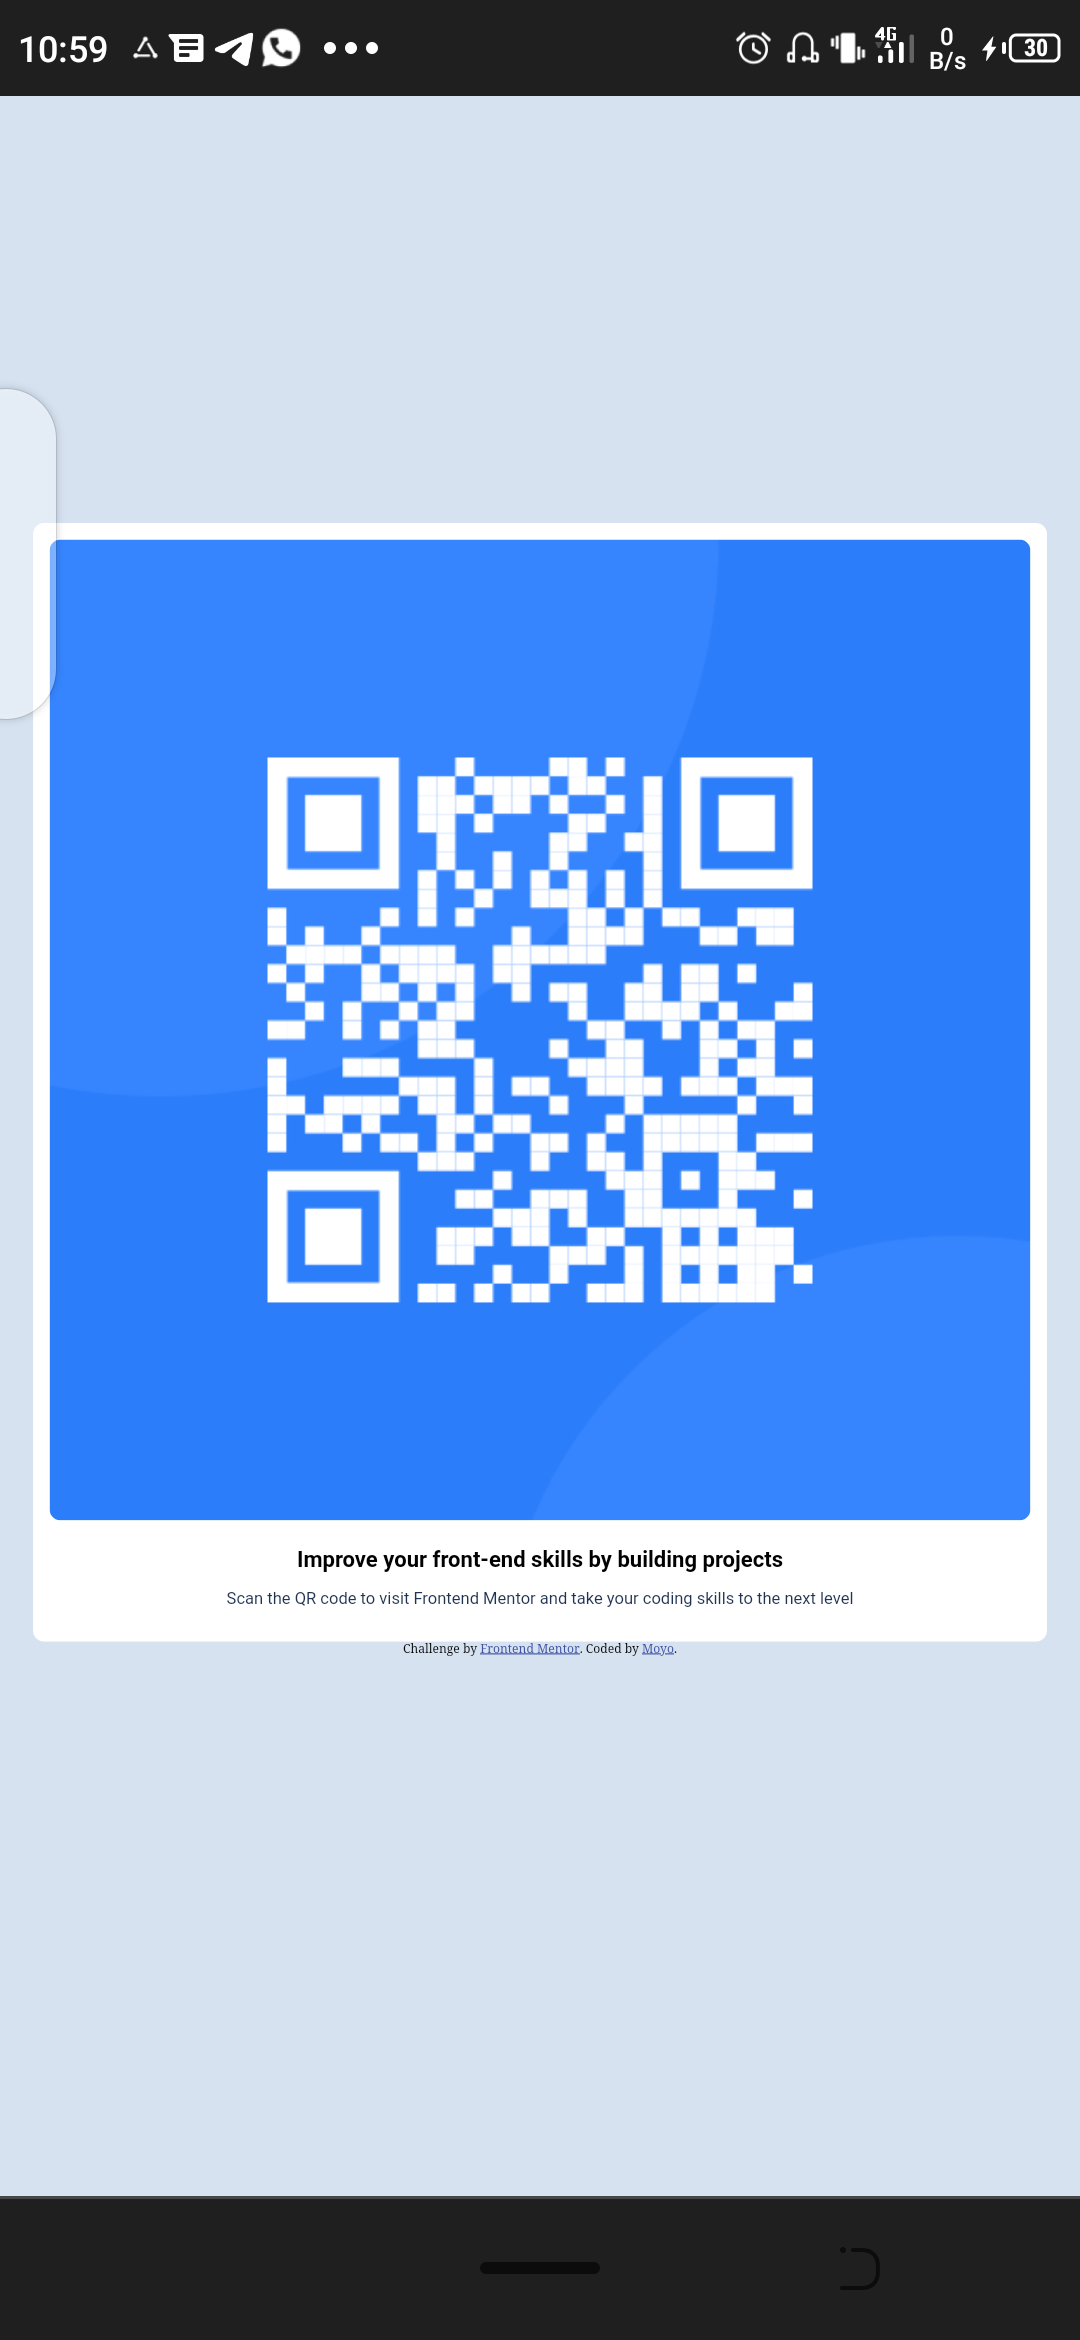 10:59
4G
0
B/s
30
Improve your front-end skills by building projects
Scan the QR code to visit Frontend Mentor and take your coding skills to the next level
Challenge by Frontend Mentor. Coded by Moyo.